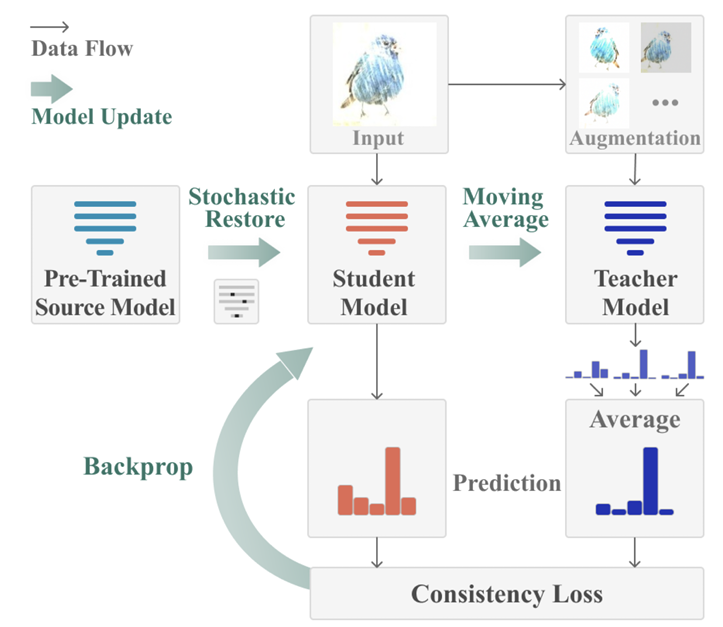 Data Flow
Model Update
Input
Augmentation
Stochastic
Restore
Moving
Average
Pre-Trained
Source Model
Student
Model
Teacher
Model
Average
Backprop
Prediction
Consistency Loss